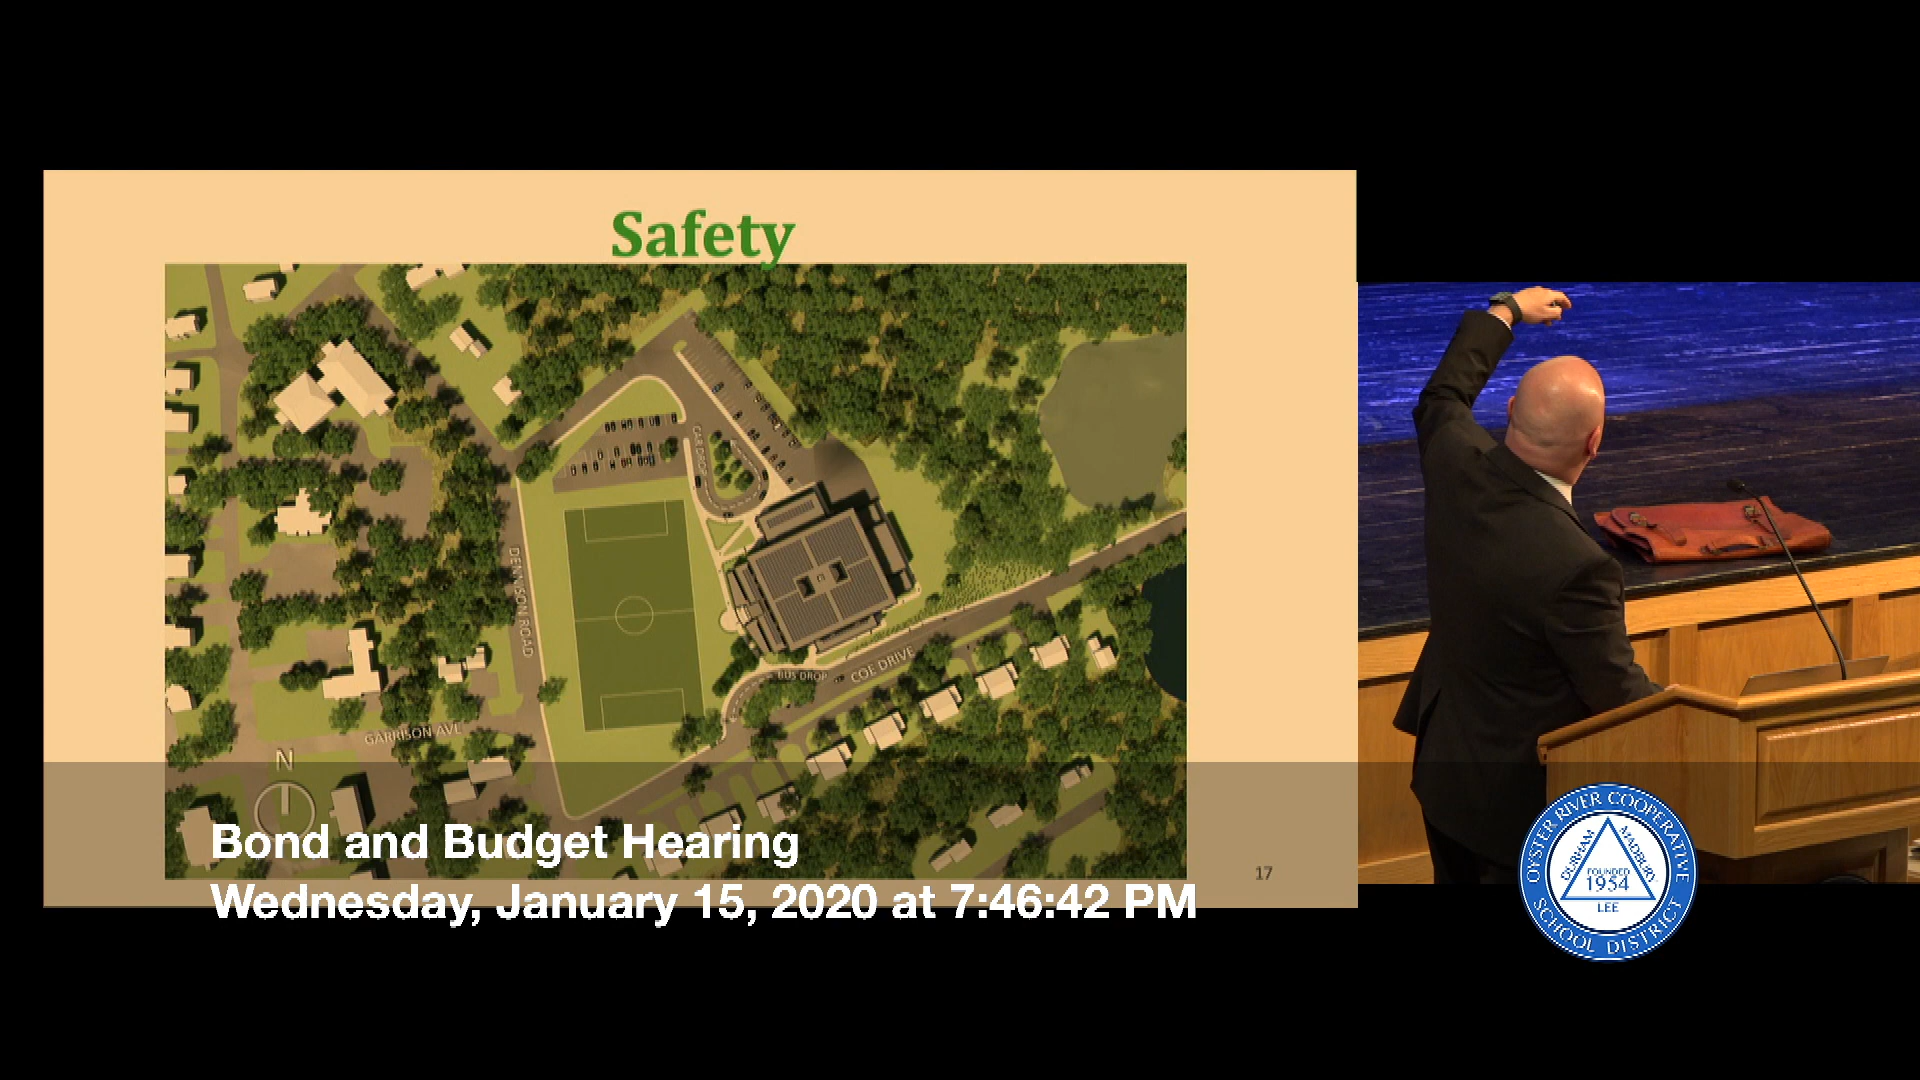 Safety
CAR DROP
DENNISON ROAD
BUS DROP
COE DRIVE
GARRISON AVE
N
17
Bond and Budget Hearing
Wednesday, January 15, 2020 at 7:46:42 PM
OYSTER RIVER COOPERATIVE
DURHAM
MADBURY
FOUNDED
1954
LEE
SCHOOL DISTRICT